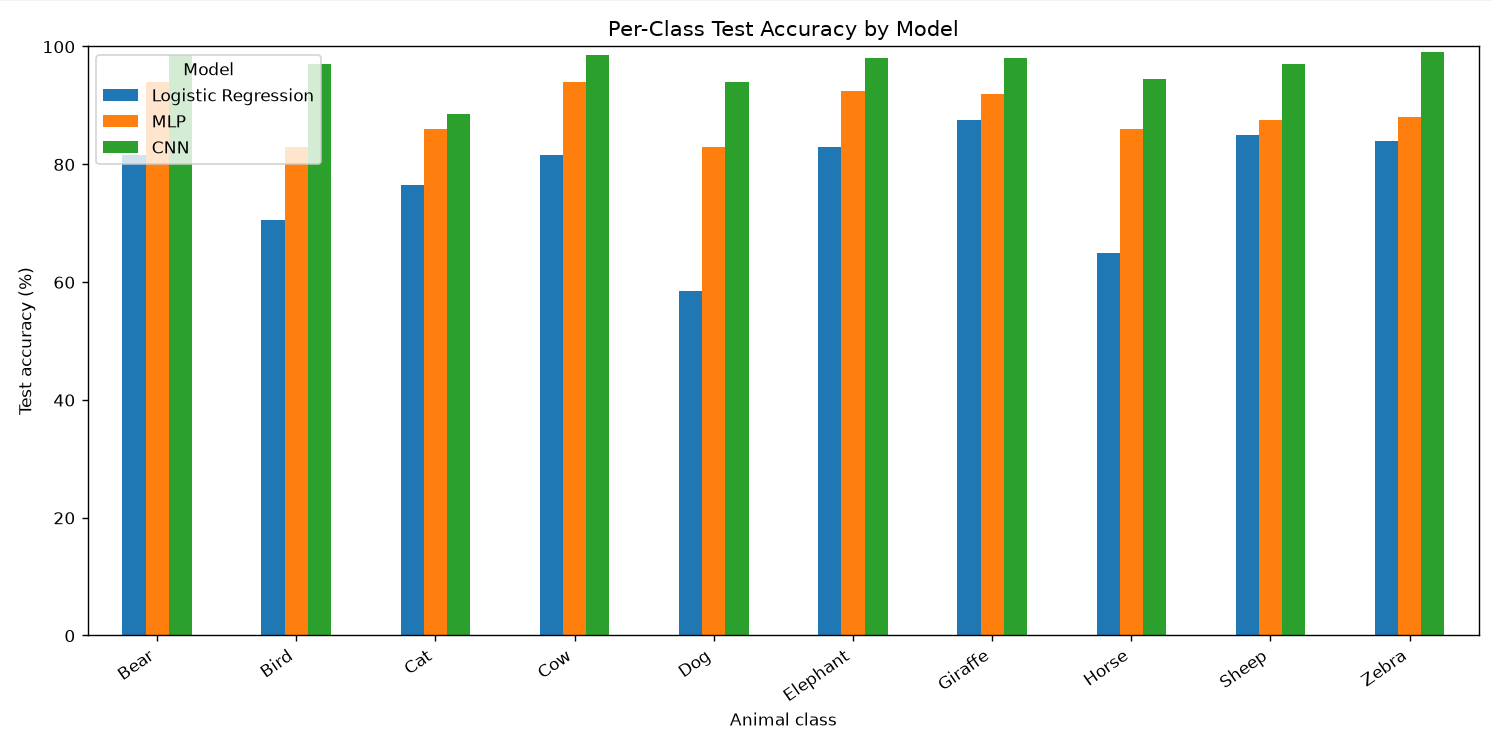 Per-Class Test Accuracy by Model
Model
Logistic Regression
MLP
CNN
Test accuracy (%)
100
80
60
40
20
0
Bear
Bird
Cat
Cow
Dog
Elephant
Giraffe
Horse
Sheep
Zebra
Animal class